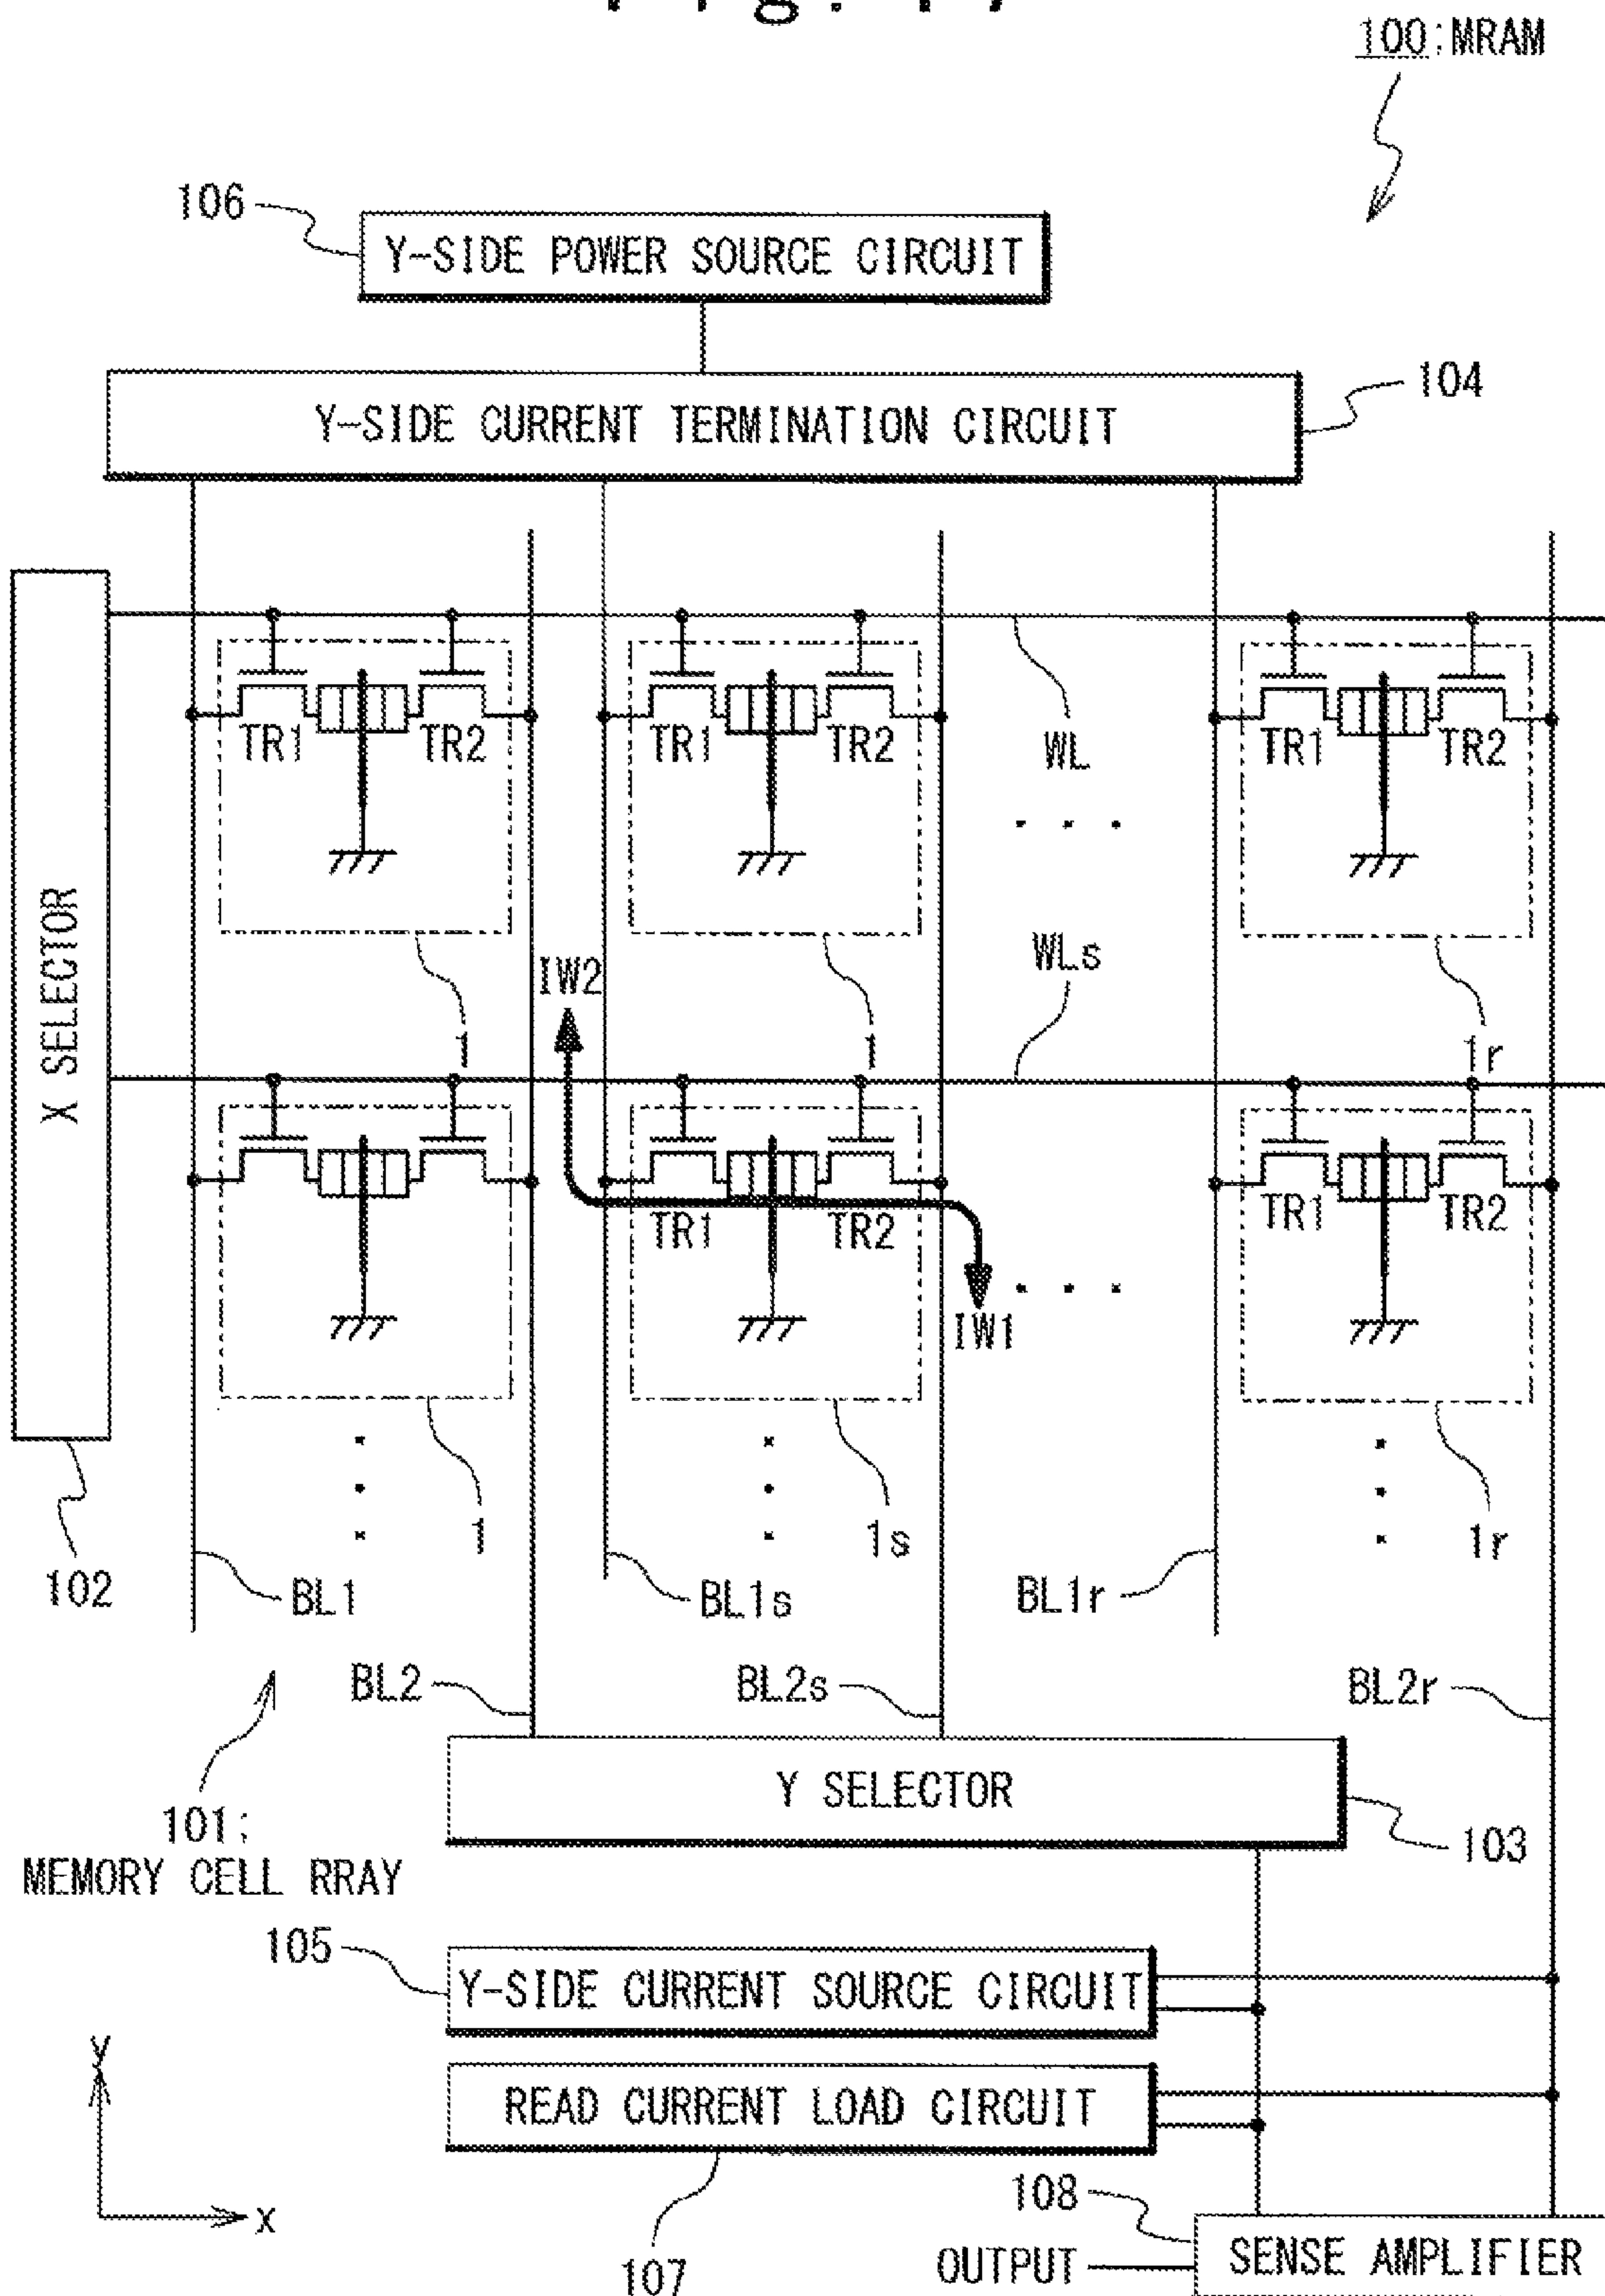 100:MRAM
106
Y-SIDE POWER SOURCE CIRCUIT
104
Y-SIDE CURRENT TERMINATION CIRCUIT
X SELECTOR
TR1 TR2 TR1 TR2 TR1 TR2
WL
WLs
IW2
1 1 1r
TR1 TR2 TR1 TR2
IW1
1 1s 1r
102
BL1 BL1s BL1r
BL2 BL2s BL2r
Y SELECTOR
101;
103
MEMORY CELL RRAY
105
Y-SIDE CURRENT SOURCE CIRCUIT
READ CURRENT LOAD CIRCUIT
y
x
107
108
OUTPUT
SENSE AMPLIFIER